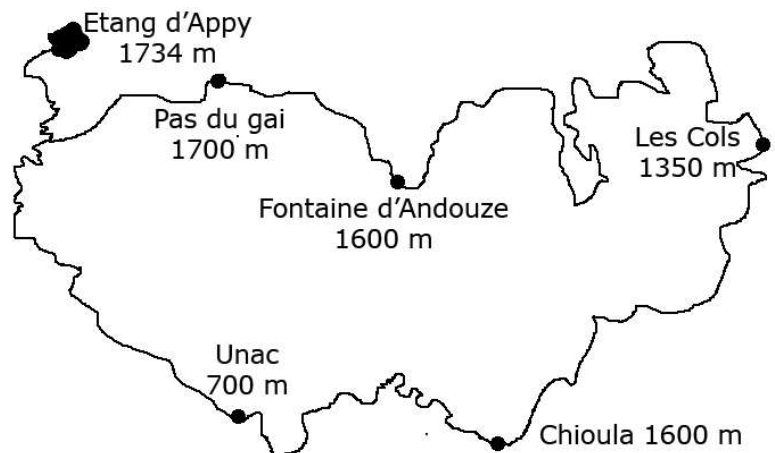 Etang d'Appy
1734 m
Pas du gai
1700 m
Les Cols
1350 m
Fontaine d'Andouze
1600 m
Unac
700 m
Chioula 1600 m